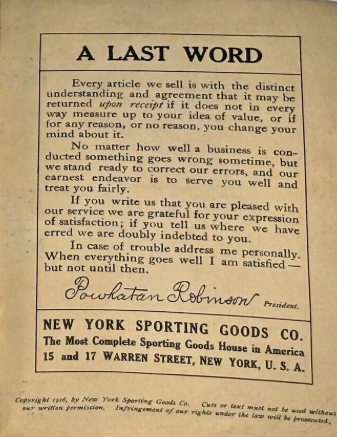 A LAST WORD
Every article we sell is with the distinct
understanding and agreement that it may be
returned upon receipt if it does not in every
way measure up to your idea of value, or if
for any reason, or no reason, you change your
mind about it.
No matter how well a business is con-
ducted something goes wrong sometime, but
we stand ready to correct our errors, and our
earnest endeavor is to serve you well and
treat you fairly.
If you write us that you are pleased with
our service we are grateful for your expression
of satisfaction; if you tell us where we have
erred we are doubly indebted to you.
In case of trouble address me personally.
When everything goes well I am satisfied —
but not until then.
Powhatan Robinson President.
NEW YORK SPORTING GOODS CO.
The Most Complete Sporting Goods House in America
15 and 17 WARREN STREET, NEW YORK, U. S. A.
Copyright by New York Sporting Goods Co. Cuts or text must not be used without
our written permission. Infringement of our rights under the law will be prosecuted.